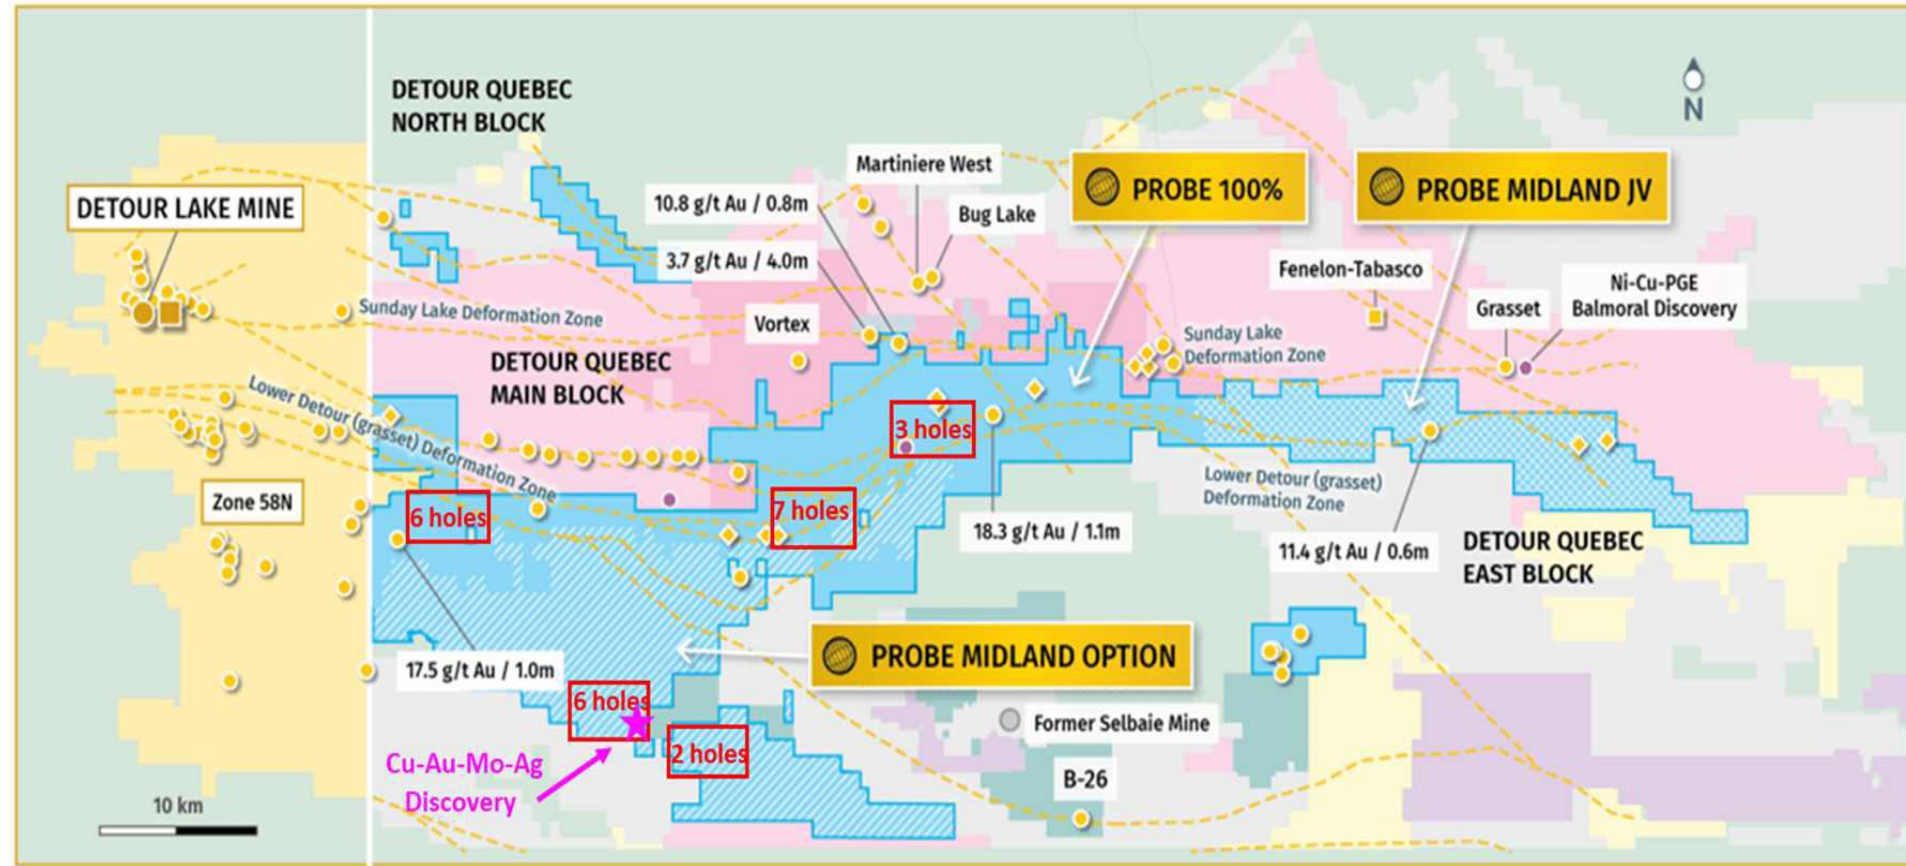 DETOUR QUEBEC
NORTH BLOCK
N
DETOUR LAKE MINE
Martiniere West
10.8 g/t Au / 0.8m
Bug Lake
3.7 g/t Au / 4.0m
PROBE 100%
PROBE MIDLAND JV
Fenelon-Tabasco
Ni-Cu-PGE
Balmoral Discovery
Grasset
Sunday Lake Deformation Zone
Vortex
Sunday Lake
Deformation Zone
DETOUR QUEBEC
MAIN BLOCK
Lower Detour (grasset) Deformation Zone
3 holes
Lower Detour (grasset)
Deformation Zone
Zone 58N
6 holes
7 holes
18.3 g/t Au / 1.1m
11.4 g/t Au / 0.6m
DETOUR QUEBEC
EAST BLOCK
17.5 g/t Au / 1.0m
PROBE MIDLAND OPTION
6 holes
2 holes
Former Selbaie Mine
Cu-Au-Mo-Ag
Discovery
B-26
10 km